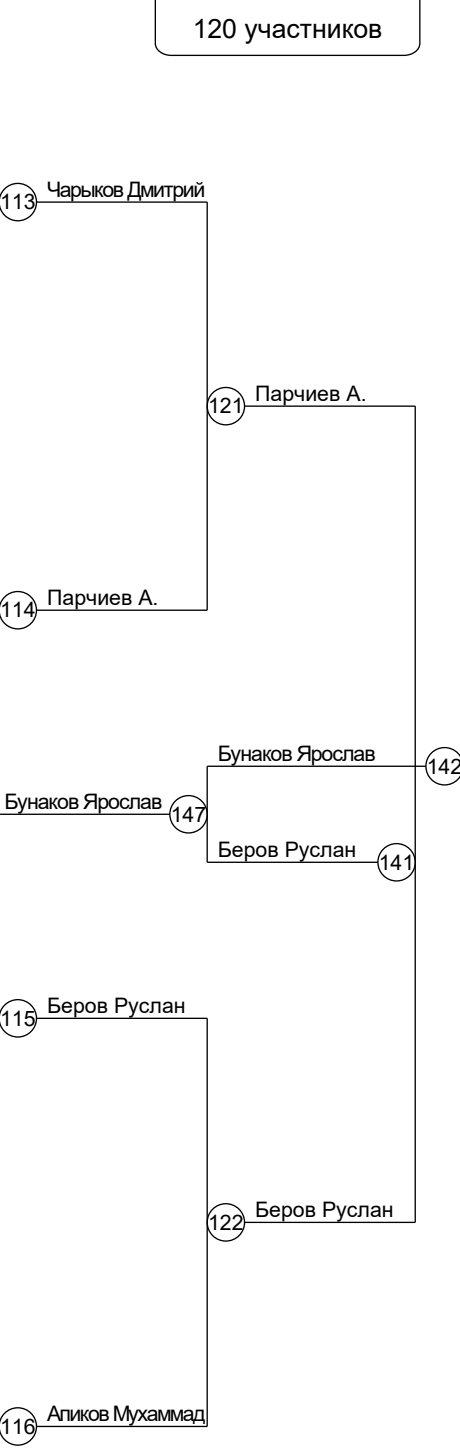 120 участников
113 Чарыков Дмитрий
121 Парчиев А.
114 Парчиев А.
Бунаков Ярослав 142
Бунаков Ярослав 147
Беров Руслан 141
115 Беров Руслан
122 Беров Руслан
116 Апиков Мухаммад